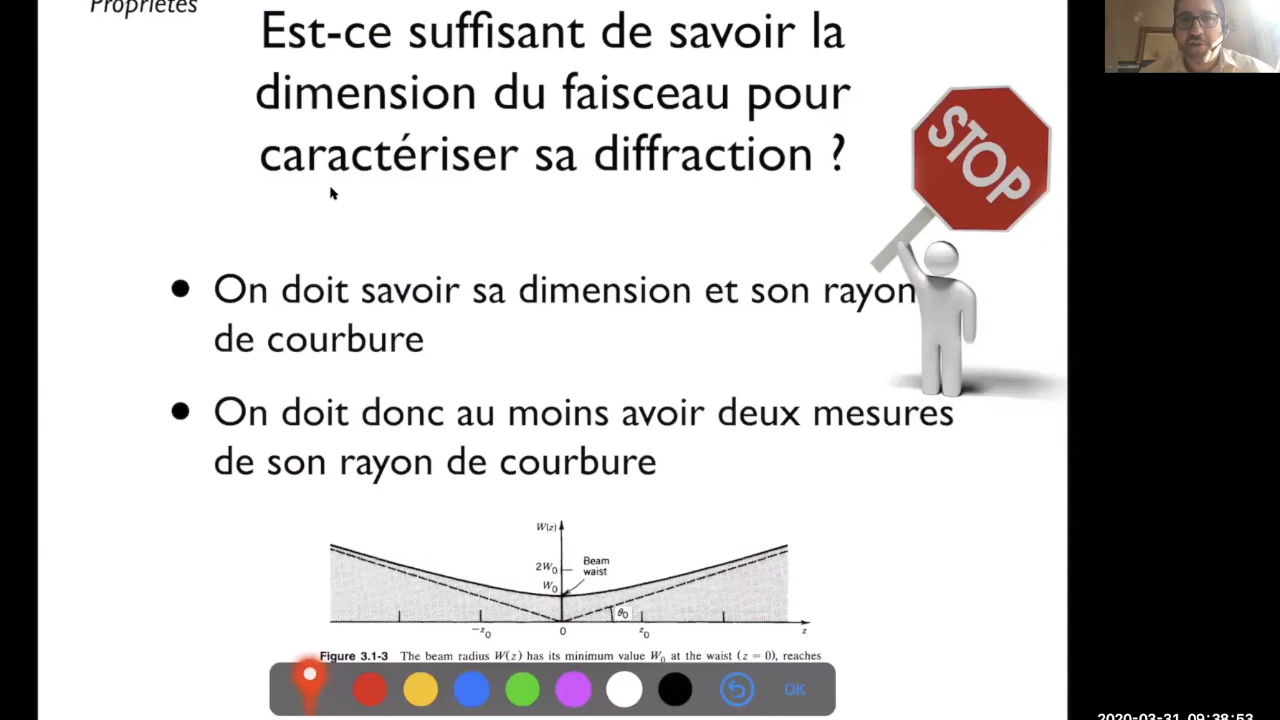 Propriétés
Est-ce suffisant de savoir la
dimension du faisceau pour
caractériser sa diffraction ?
STOP
On doit savoir sa dimension et son rayon
de courbure
On doit donc au moins avoir deux mesures
de son rayon de courbure
W(z)
2W₀
Beam
waist
W₀
θ₀
−z₀
0
z₀
z
Figure 3.1-3 The beam radius W(z) has its minimum value W₀ at the waist (z = 0), reaches
OK
2020-03-31 09:38:53